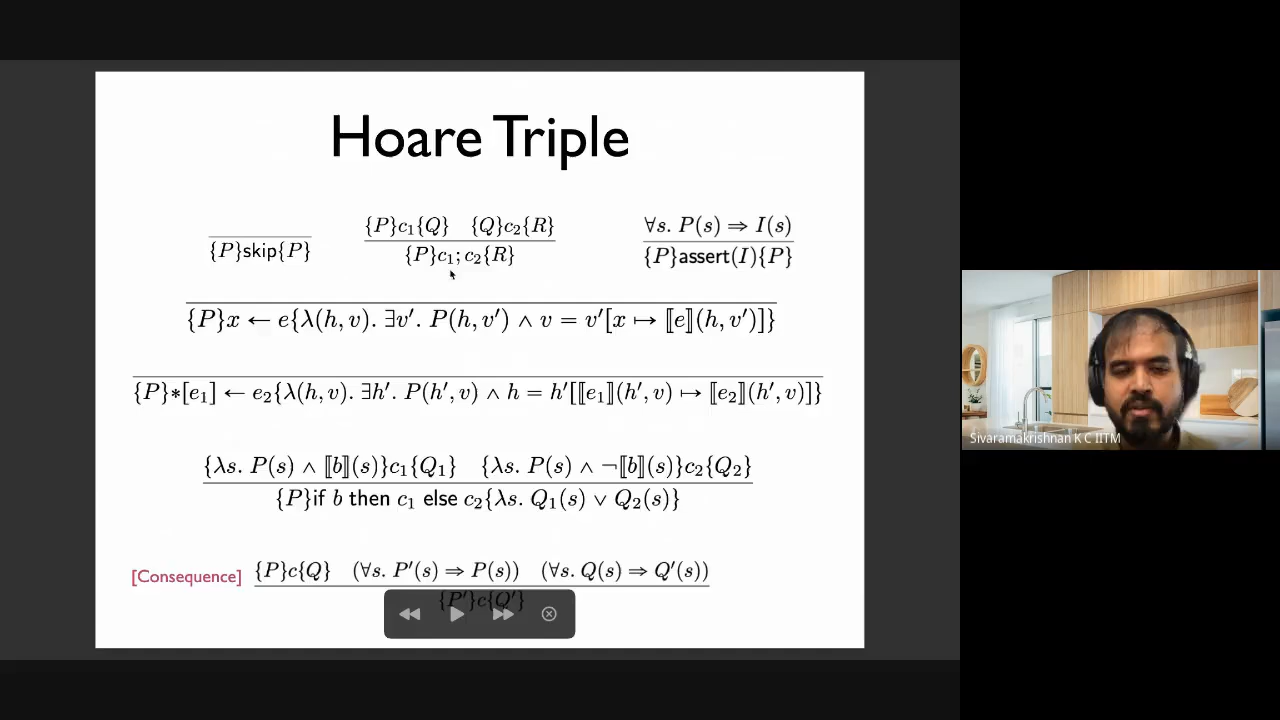 Hoare Triple
{P}skip{P}
{P}c₁{Q} {Q}c₂{R}
{P}c₁; c₂{R}
∀s. P(s) ⇒ I(s)
{P}assert(I){P}
{P}x ← e{λ(h, v). ∃v′. P(h, v′) ∧ v = v′[x ↦ ⟦e⟧(h, v′)]}
{P}*[e₁] ← e₂{λ(h, v). ∃h′. P(h′, v) ∧ h = h′[⟦e₁⟧(h′, v) ↦ ⟦e₂⟧(h′, v)]}
{λs. P(s) ∧ ⟦b⟧(s)}c₁{Q₁} {λs. P(s) ∧ ¬⟦b⟧(s)}c₂{Q₂}
{P}if b then c₁ else c₂{λs. Q₁(s) ∨ Q₂(s)}
[Consequence] {P}c{Q} (∀s. P′(s) ⇒ P(s)) (∀s. Q(s) ⇒ Q′(s))
{P′}c{Q′}
Sivaramakrishnan K C IITM